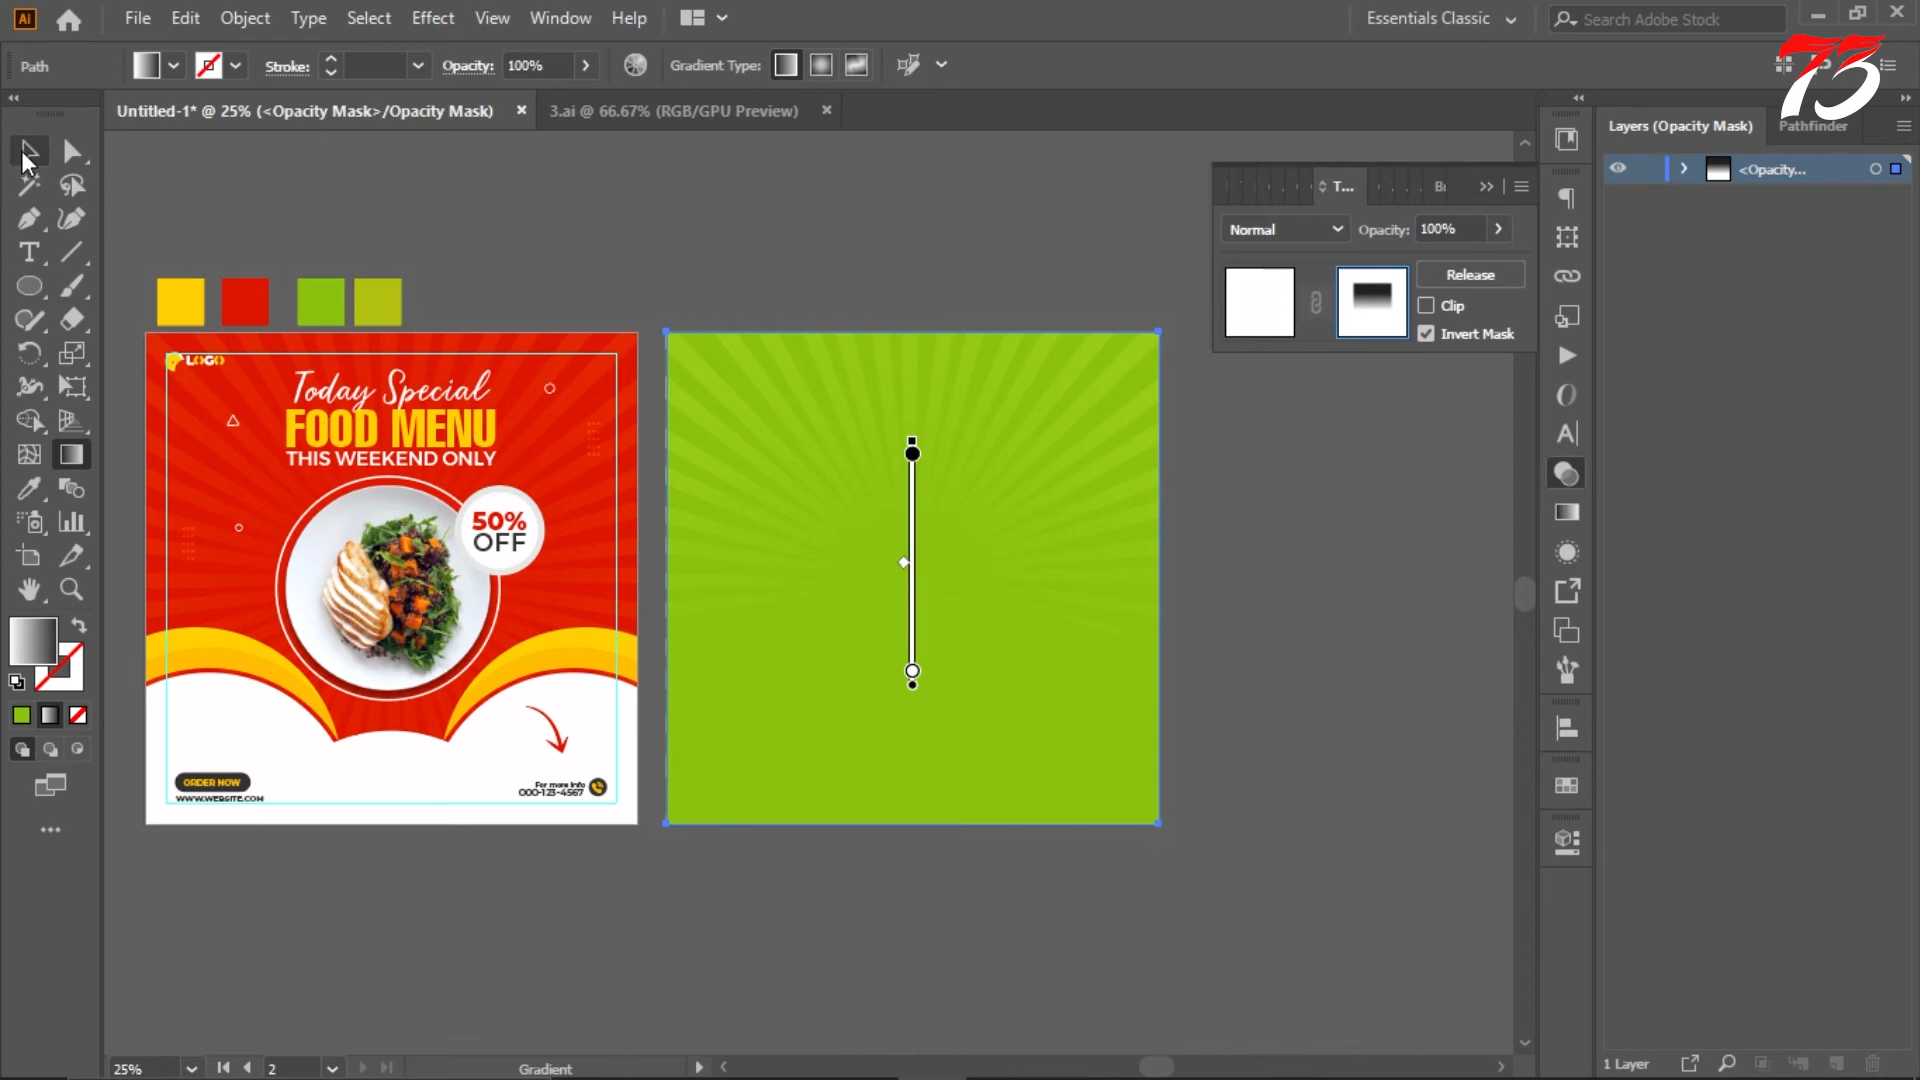 Ai
File Edit Object Type Select Effect View Window Help
Essentials Classic
Search Adobe Stock
Path
Stroke:
Opacity:
100%
Gradient Type:
73
Untitled-1* @ 25% (<Opacity Mask>/Opacity Mask) ×
3.ai @ 66.67% (RGB/GPU Preview) ×
Layers (Opacity Mask)
Pathfinder
<Opacity...
T...
Normal
Opacity:
100%
Release
Clip
Invert Mask
LOGO
Today Special
FOOD MENU
THIS WEEKEND ONLY
50%
OFF
ORDER NOW
WWW.WEBSITE.COM
For more info
000-123-4567
25%
2
Gradient
1 Layer